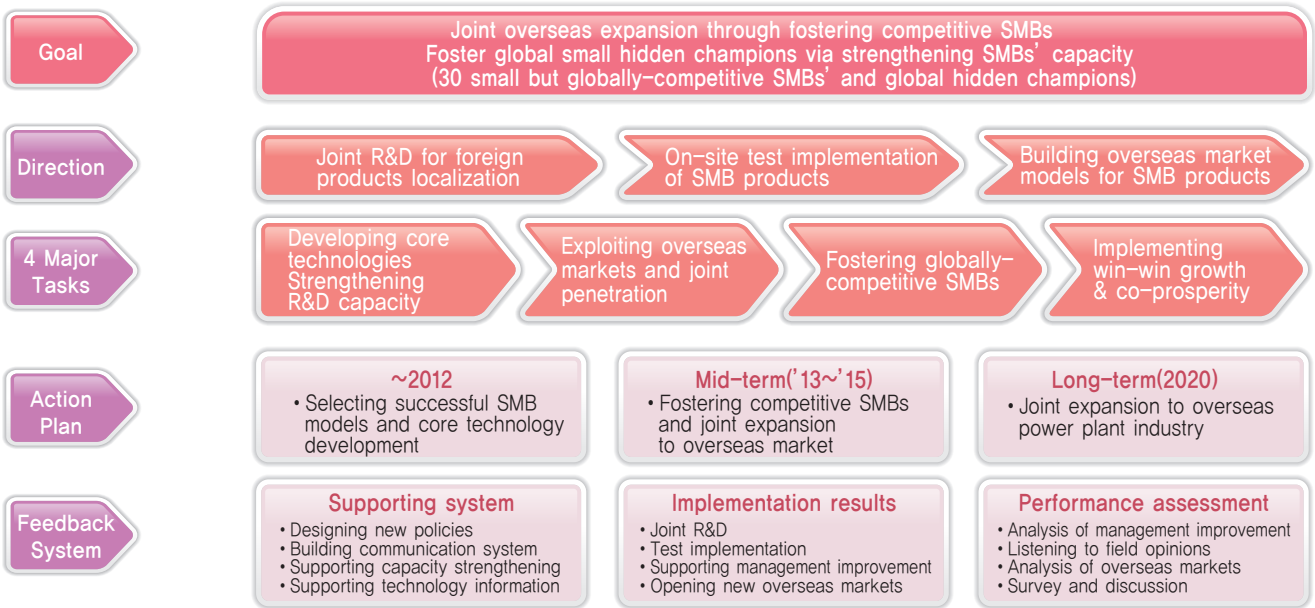 Goal
Joint overseas expansion through fostering competitive SMBs
Foster global small hidden champions via strengthening SMBs' capacity
(30 small but globally-competitive SMBs' and global hidden champions)
Direction
Joint R&D for foreign
products localization
On-site test implementation
of SMB products
Building overseas market
models for SMB products
4 Major
Tasks
Developing core
technologies
Strengthening
R&D capacity
Exploiting overseas
markets and joint
penetration
Fostering globally-
competitive SMBs
Implementing
win-win growth
& co-prosperity
Action
Plan
~2012
• Selecting successful SMB
models and core technology
development
Mid-term('13~'15)
• Fostering competitive SMBs
and joint expansion
to overseas market
Long-term(2020)
• Joint expansion to overseas
power plant industry
Feedback
System
Supporting system
• Designing new policies
• Building communication system
• Supporting capacity strengthening
• Supporting technology information
Implementation results
• Joint R&D
• Test implementation
• Supporting management improvement
• Opening new overseas markets
Performance assessment
• Analysis of management improvement
• Listening to field opinions
• Analysis of overseas markets
• Survey and discussion